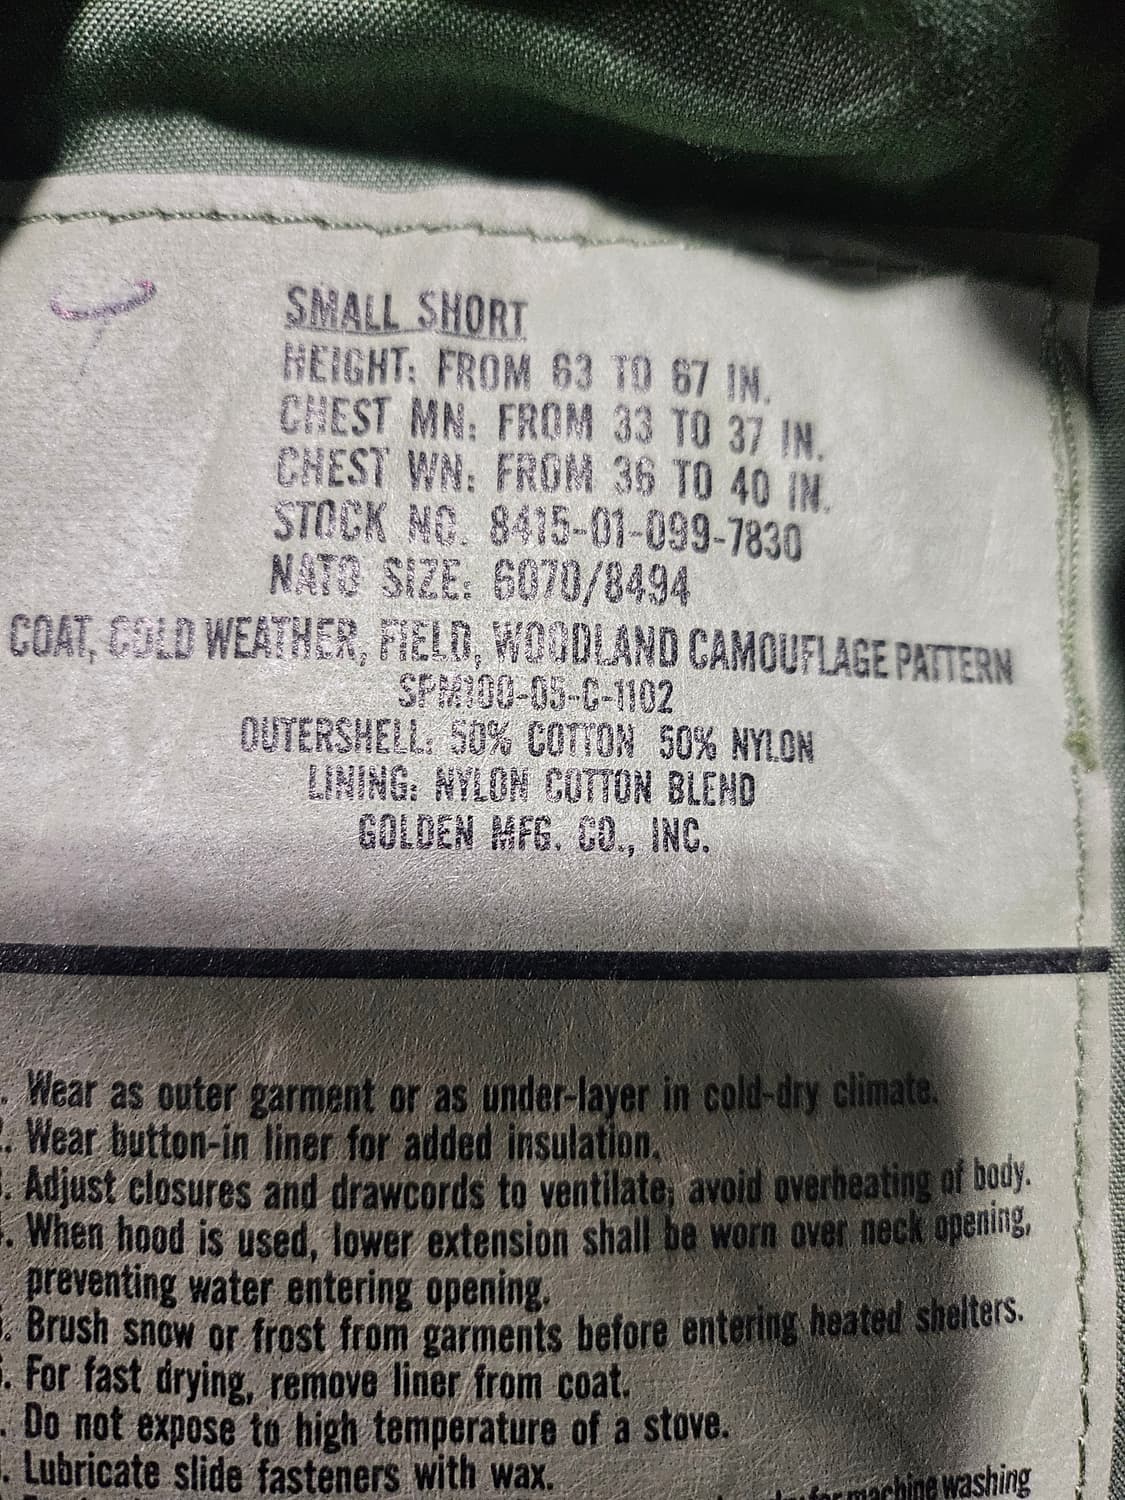 SMALL SHORT
HEIGHT: FROM 63 TO 67 IN.
CHEST MN: FROM 33 TO 37 IN.
CHEST WN: FROM 36 TO 40 IN.
STOCK NO. 8415-01-099-7830
NATO SIZE: 6070/8494
COAT, COLD WEATHER, FIELD, WOODLAND CAMOUFLAGE PATTERN
SPM100-05-C-1102
OUTERSHELL: 50% COTTON 50% NYLON
LINING: NYLON COTTON BLEND
GOLDEN MFG. CO., INC.
. Wear as outer garment or as under-layer in cold-dry climate.
. Wear button-in liner for added insulation.
. Adjust closures and drawcords to ventilate; avoid overheating of body.
. When hood is used, lower extension shall be worn over neck opening,
preventing water entering opening.
. Brush snow or frost from garments before entering heated shelters.
. For fast drying, remove liner from coat.
. Do not expose to high temperature of a stove.
. Lubricate slide fasteners with wax.
for machine washing